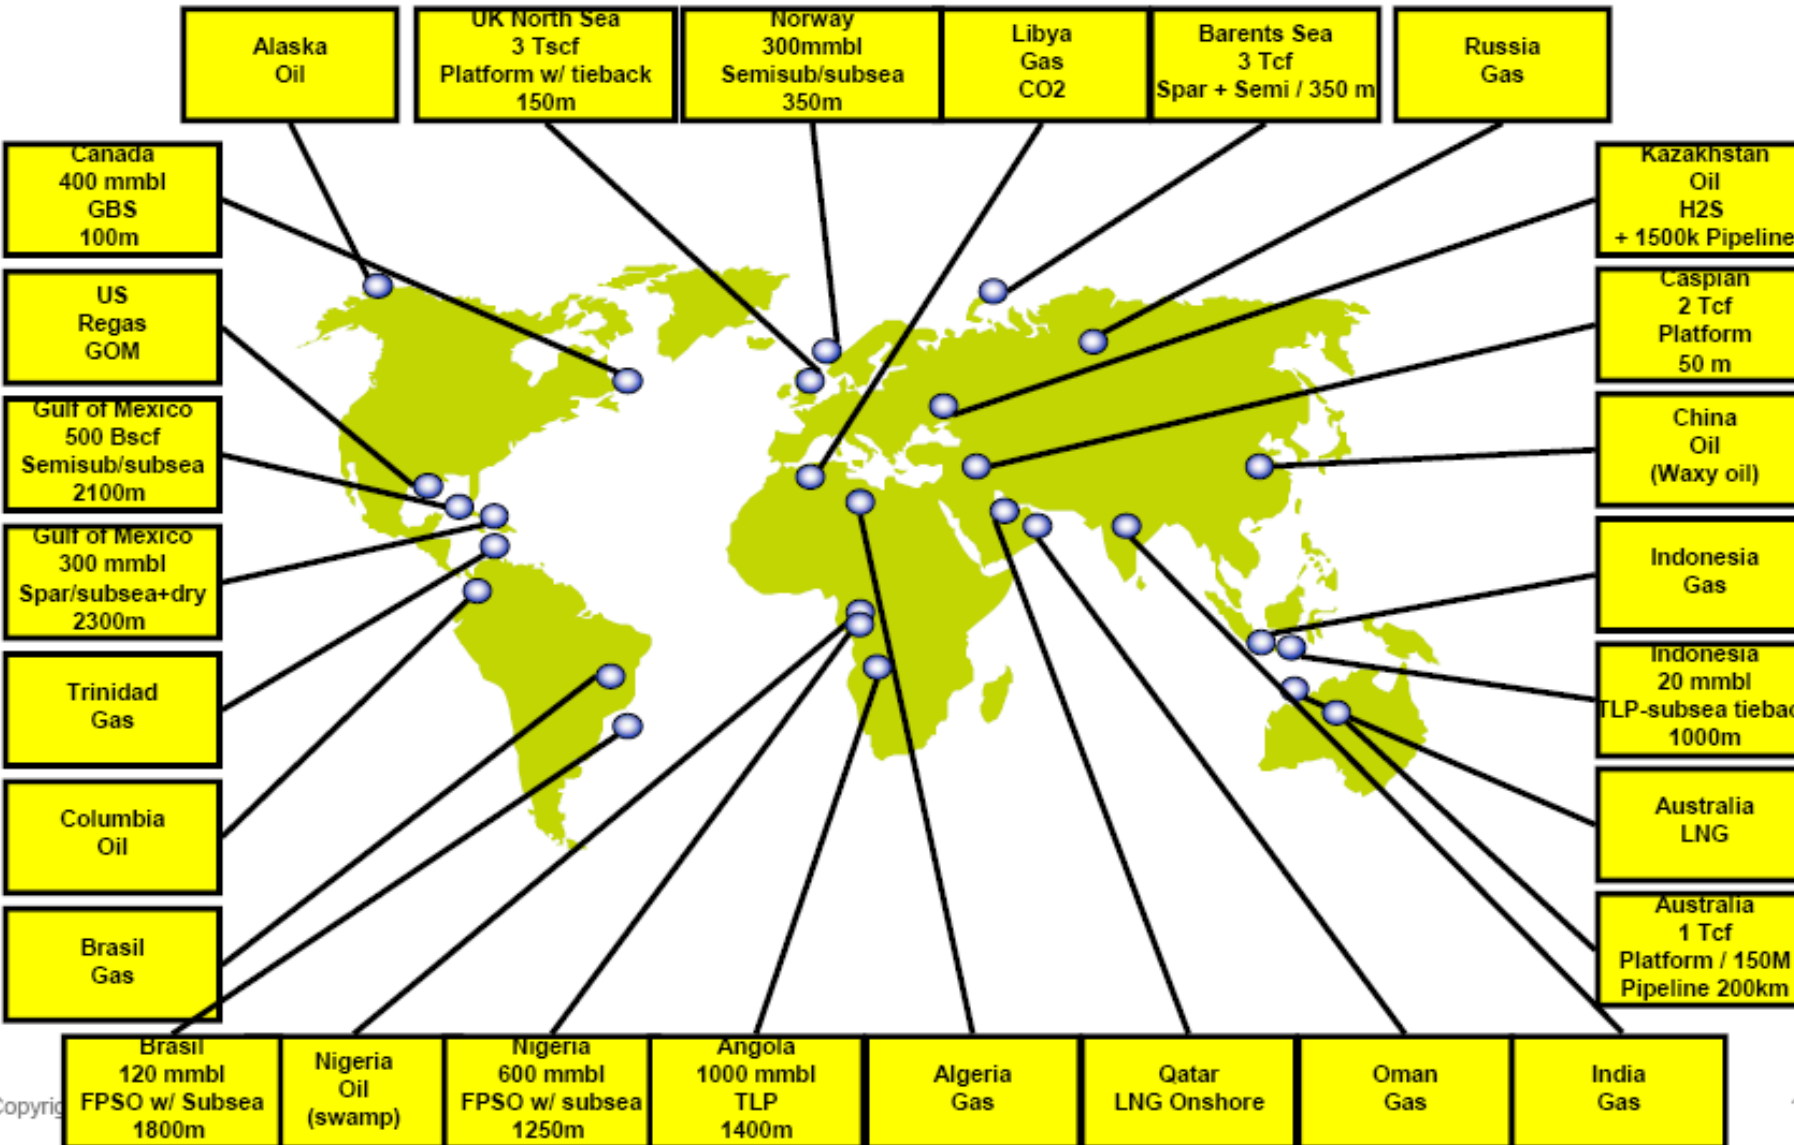 Alaska
Oil
UK North Sea
3 Tscf
Platform w/ tieback
150m
Norway
300mmbl
Semisub/subsea
350m
Libya
Gas
CO2
Barents Sea
3 Tcf
Spar + Semi / 350 m
Russia
Gas
Canada
400 mmbl
GBS
100m
US
Regas
GOM
Gulf of Mexico
500 Bscf
Semisub/subsea
2100m
Gulf of Mexico
300 mmbl
Spar/subsea+dry
2300m
Trinidad
Gas
Columbia
Oil
Brasil
Gas
Kazakhstan
Oil
H2S
+ 1500k Pipeline
Caspian
2 Tcf
Platform
50 m
China
Oil
(Waxy oil)
Indonesia
Gas
Indonesia
20 mmbl
TLP-subsea
1000m
Australia
LNG
Australia
1 Tcf
Platform / 150M
Pipeline 200km
Brasil
120 mmbl
FPSO w/ Subsea
1800m
Nigeria
Oil
(swamp)
Nigeria
600 mmbl
FPSO w/ subsea
1250m
Angola
1000 mmbl
TLP
1400m
Algeria
Gas
Qatar
LNG Onshore
Oman
Gas
India
Gas